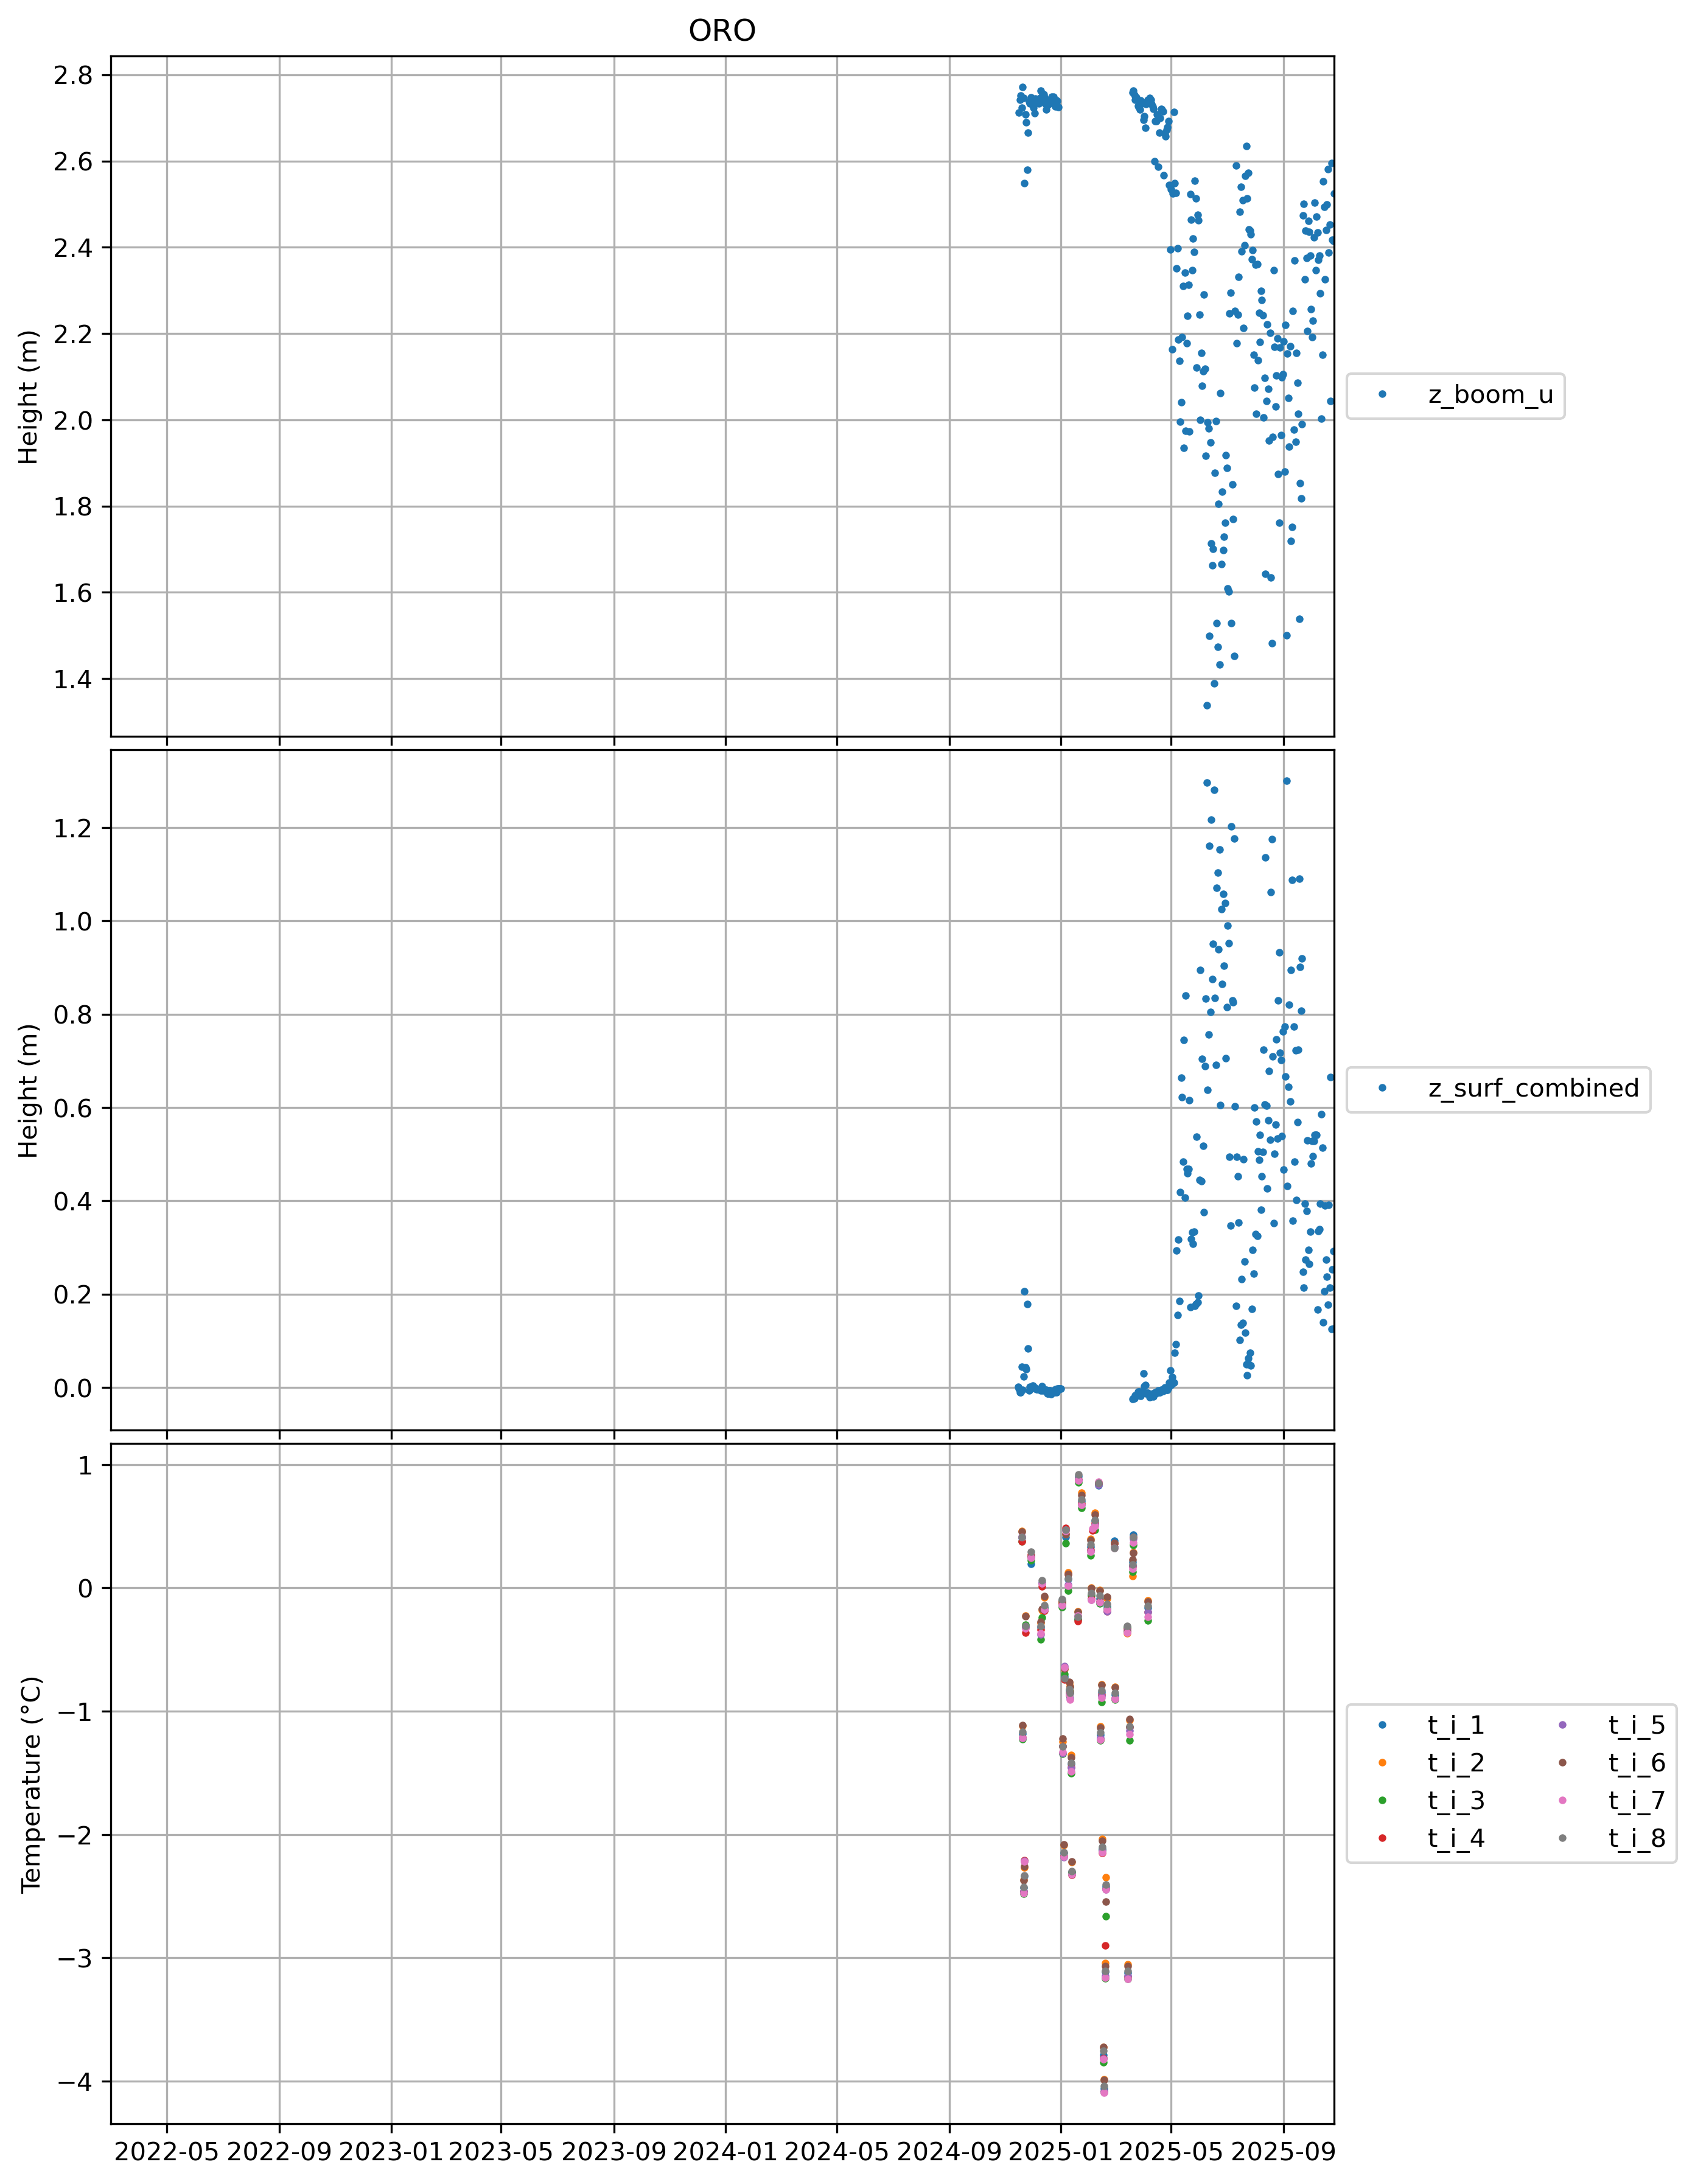 ORO
2.8
2.6
2.4
2.2
2.0
1.8
1.6
1.4
Height (m)
z_boom_u
1.2
1.0
0.8
0.6
0.4
0.2
0.0
Height (m)
z_surf_combined
1
0
−1
−2
−3
−4
Temperature (°C)
t_i_1 t_i_5
t_i_2 t_i_6
t_i_3 t_i_7
t_i_4 t_i_8
2022-05 2022-09 2023-01 2023-05 2023-09 2024-01 2024-05 2024-09 2025-01 2025-05 2025-09